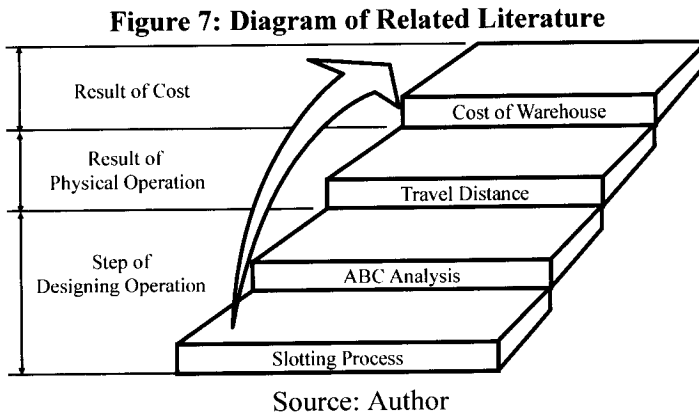 Figure 7: Diagram of Related Literature
Result of Cost
Cost of Warehouse
Result of
Physical Operation
Travel Distance
Step of
Designing Operation
ABC Analysis
Slotting Process
Source: Author